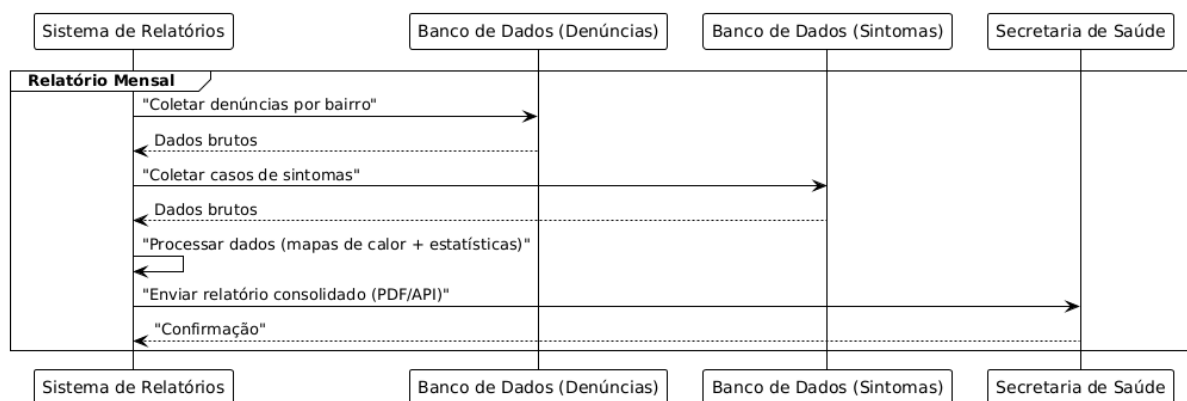 Sistema de Relatórios
Banco de Dados (Denúncias)
Banco de Dados (Sintomas)
Secretaria de Saúde
Relatório Mensal
"Coletar denúncias por bairro"
Dados brutos
"Coletar casos de sintomas"
Dados brutos
"Processar dados (mapas de calor + estatísticas)"
"Enviar relatório consolidado (PDF/API)"
"Confirmação"
Sistema de Relatórios
Banco de Dados (Denúncias)
Banco de Dados (Sintomas)
Secretaria de Saúde